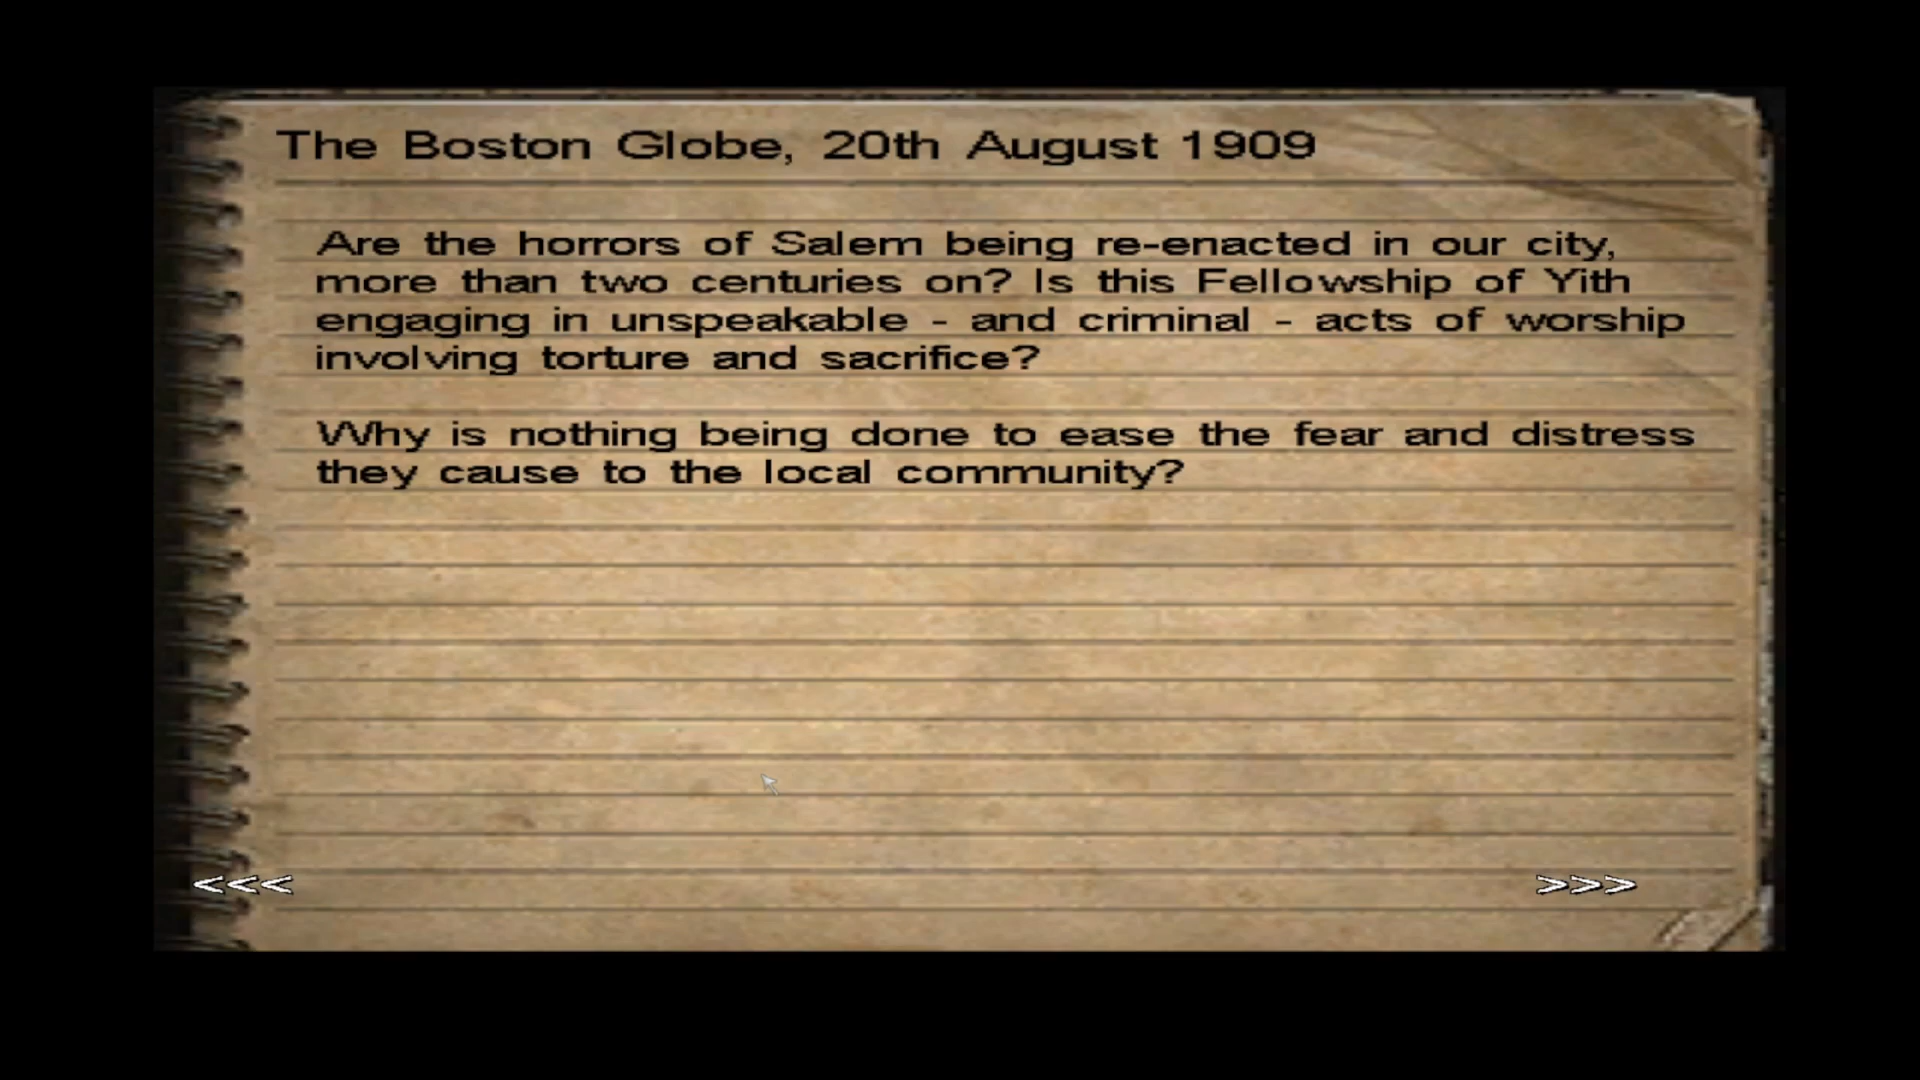 The Boston Globe, 20th August 1909
Are the horrors of Salem being re-enacted in our city,
more than two centuries on? Is this Fellowship of Yith
engaging in unspeakable - and criminal - acts of worship
involving torture and sacrifice?
Why is nothing being done to ease the fear and distress
they cause to the local community?
<<< >>>